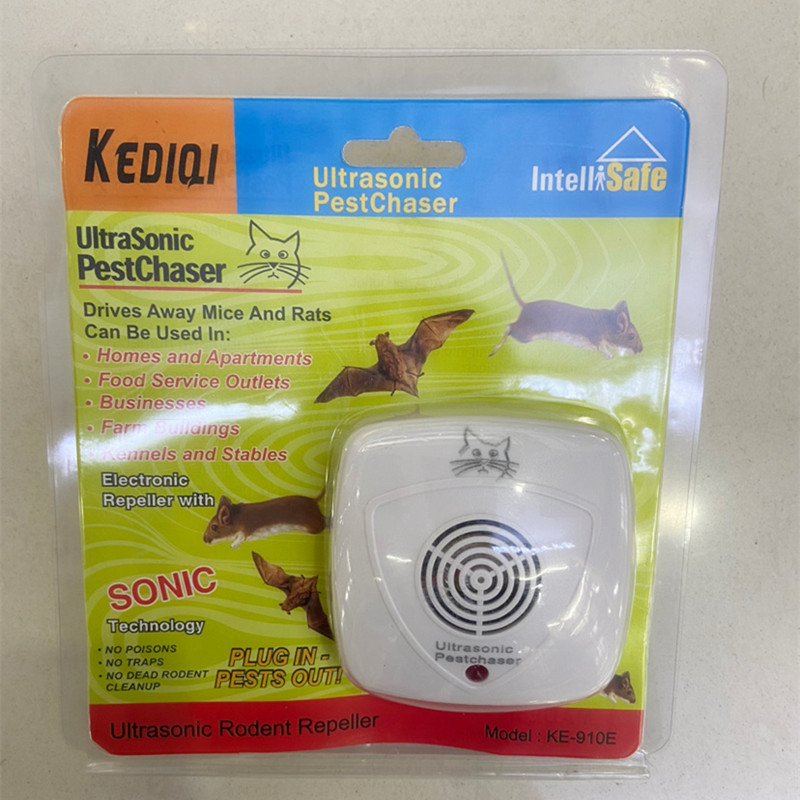 KEDIQI
Ultrasonic
PestChaser
IntelliSafe
UltraSonic
PestChaser
Drives Away Mice And Rats
Can Be Used In:
• Homes and Apartments
• Food Service Outlets
• Businesses
• Farm Buildings
• Kennels and Stables
Electronic
Repeller with
SONIC
Technology
• NO POISONS
• NO TRAPS
• NO DEAD RODENT
CLEANUP
PLUG IN -
PESTS OUT!
Ultrasonic
Pestchaser
Ultrasonic Rodent Repeller
Model : KE-910E